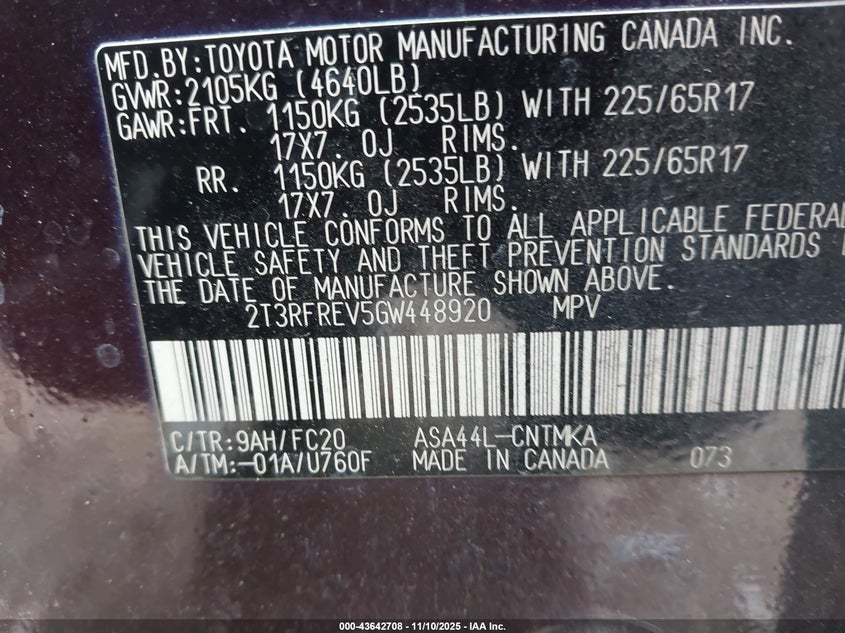 MFD.BY:TOYOTA MOTOR MANUFACTUR1NG CANADA INC.
GVWR:2105KG (4640LB)
GAWR:FRT. 1150KG (2535LB) WITH 225/65R17
17X7. 0J RIMS.
RR. 1150KG (2535LB) WITH 225/65R17
17X7. 0J RIMS.
THIS VEHICLE CONFORMS TO ALL APPLICABLE FEDERAL
VEHICLE SAFETY AND THEFT PREVENTION STANDARDS
THE DATE OF MANUFACTURE SHOWN ABOVE.
2T3RFREV5GW448920 MPV
C/TR:9AH/FC20 ASA44L-CNTMKA
A/TM:-01A/U760F MADE IN CANADA 073
000-43642708 - 11/10/2025 - IAA Inc.